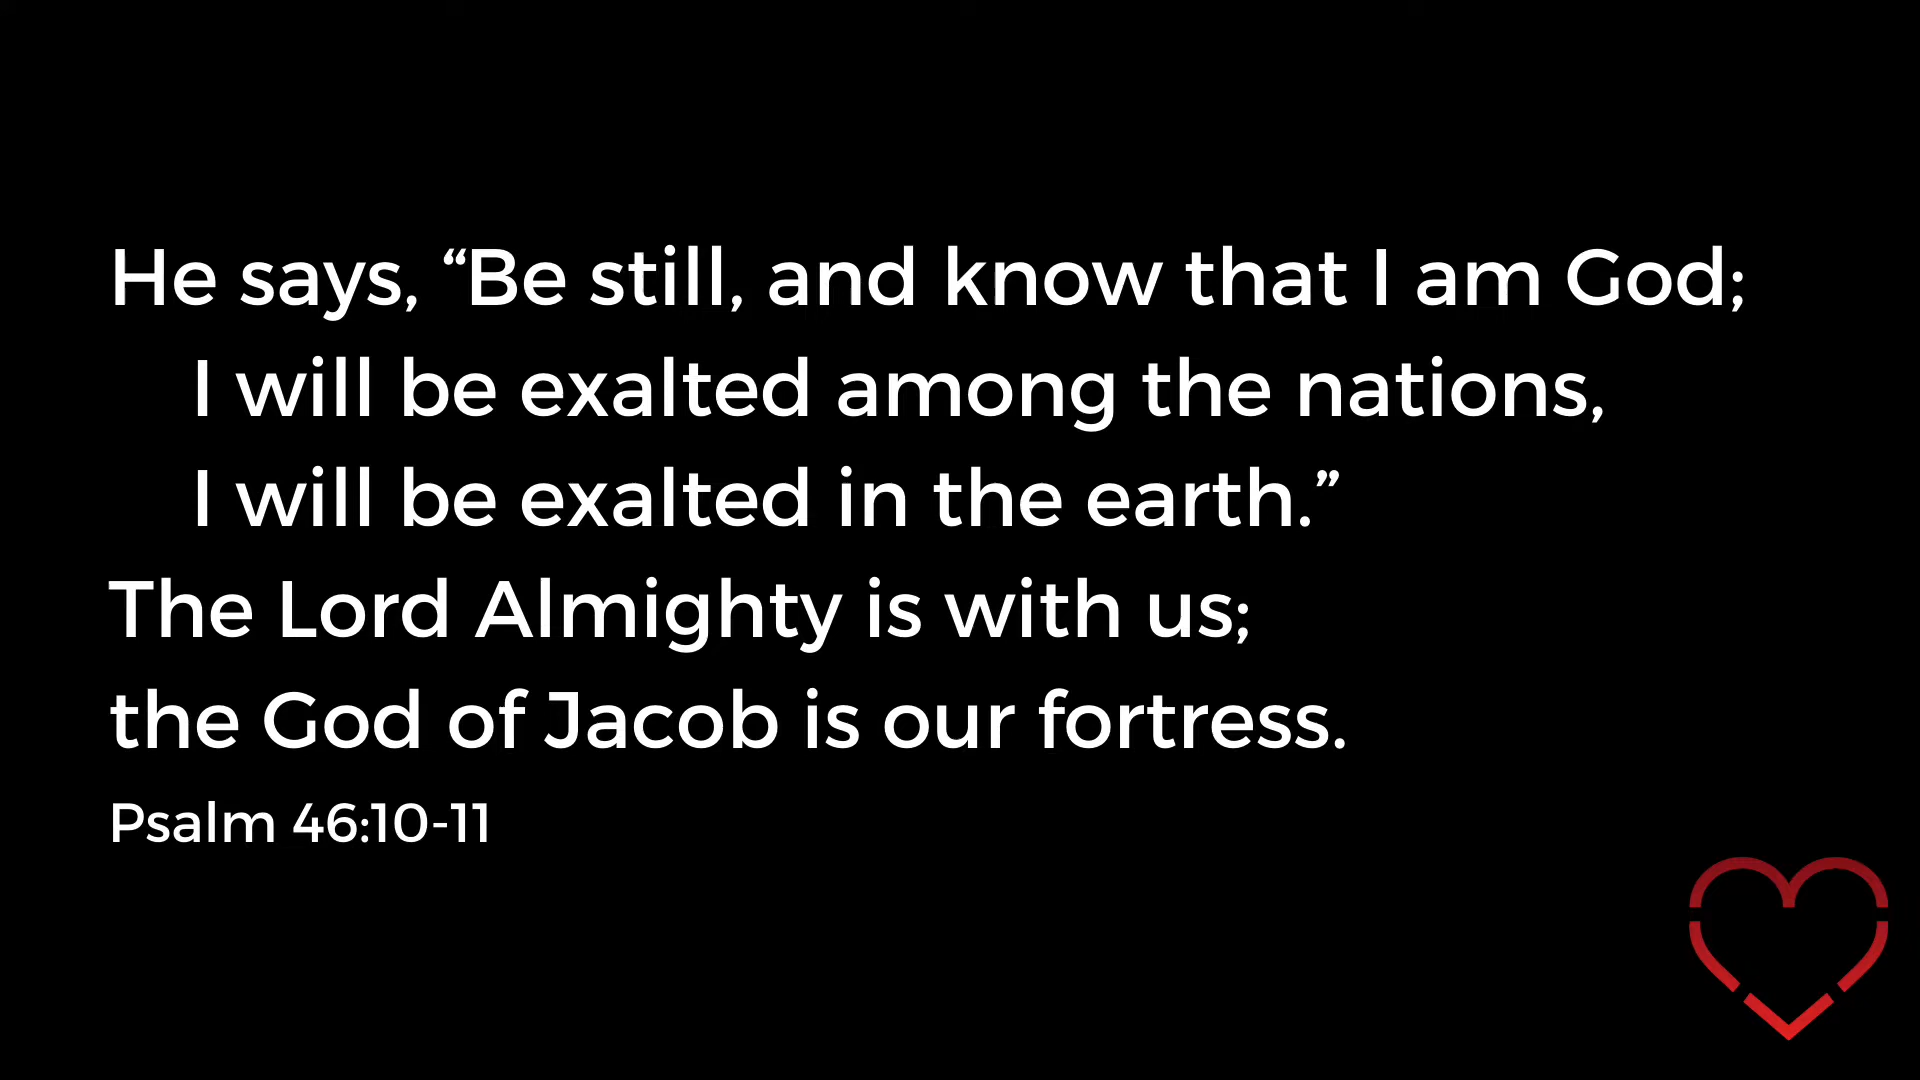 He says, “Be still, and know that I am God;
I will be exalted among the nations,
I will be exalted in the earth.”
The Lord Almighty is with us;
the God of Jacob is our fortress.
Psalm 46:10-11